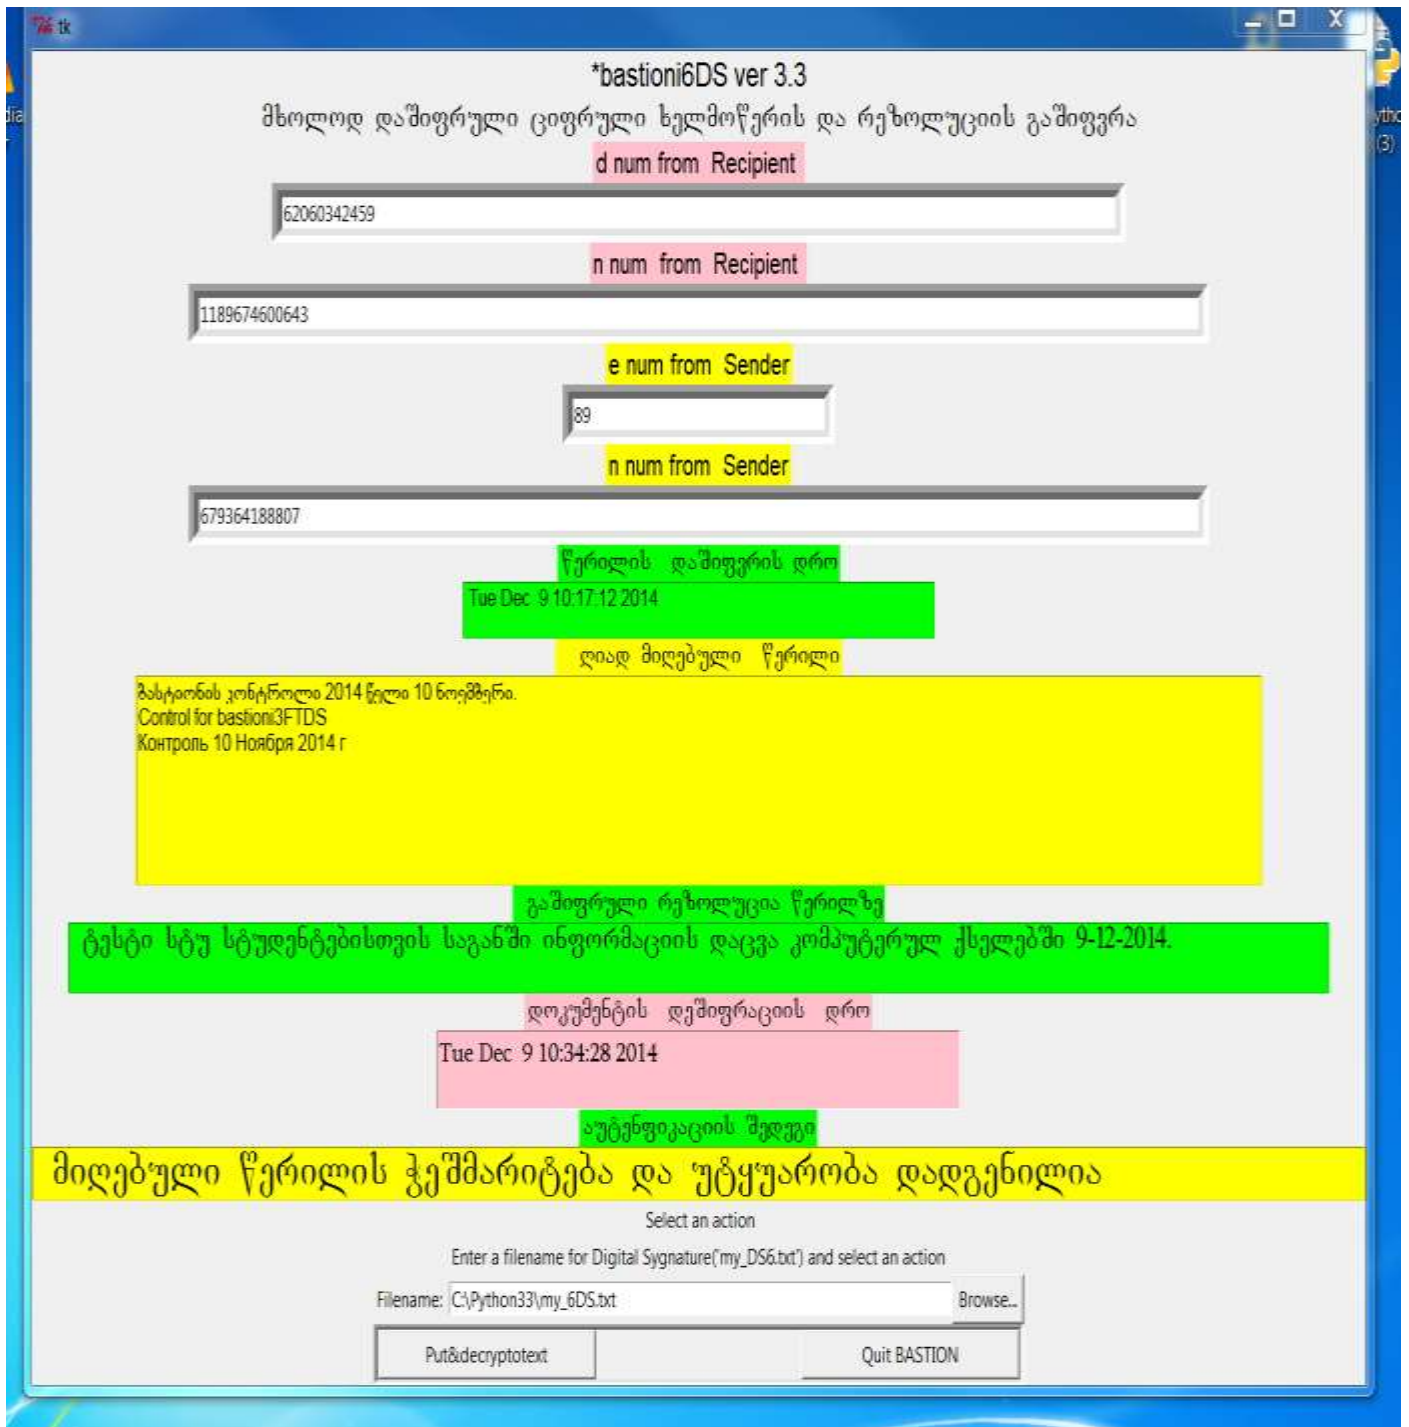 tk
*bastioni6DS ver 3.3
მხოლოდ დაშიფრული ციფრული ხელმოწერის და რეზოლუციის გაშიფვრა
d num from Recipient
62060342459
n num from Recipient
1189674600643
e num from Sender
89
n num from Sender
679364188807
წერილის დაშიფვრის დრო
Tue Dec 9 10:17:12 2014
ღიად მიღებული წერილი
ბასტიონის კონტროლი 2014 წელი 10 ნოემბერი.
Control for bastioni3FTDS
Контроль 10 Ноября 2014 г
გაშიფრული რეზოლუცია წერილზე
ტესტი სტუ სტუდენტებისთვის საგანში ინფორმაციის დაცვა კომპუტერულ ქსელებში 9-12-2014.
დოკუმენტის დეშიფრაციის დრო
Tue Dec 9 10:34:28 2014
აუტენფიკაციის შედეგი
მიღებული წერილის ჭეშმარიტება და უტყუარობა დადგენილია
Select an action
Enter a filename for Digital Sygnature('my_DS6.txt') and select an action
Filename: C:\Python33\my_6DS.txt Browse...
Put&decryptotext Quit BASTION
(3)